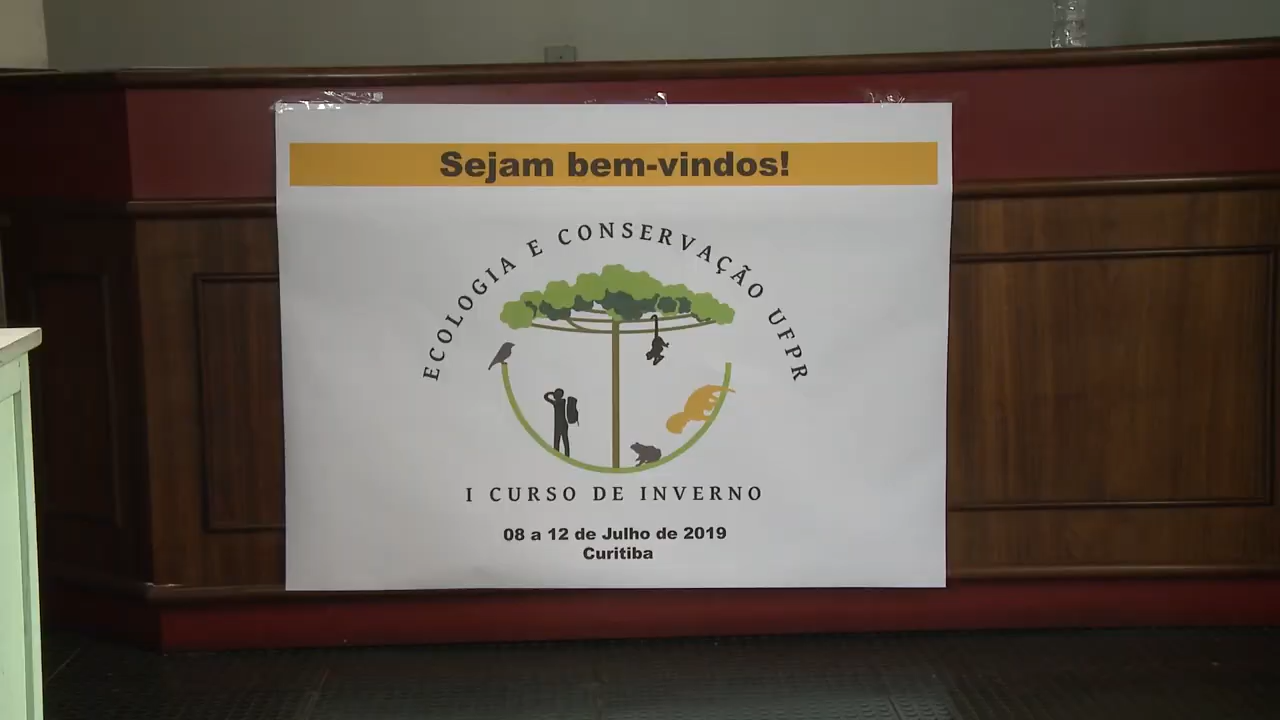 Sejam bem-vindos!
ECOLOGIA E CONSERVAÇÃO UFPR
I CURSO DE INVERNO
08 a 12 de Julho de 2019
Curitiba